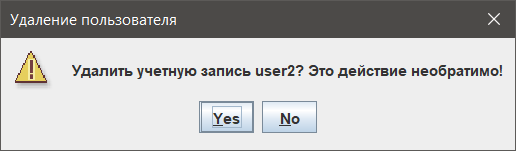 Удаление пользователя
Удалить учетную запись user2? Это действие необратимо!
Yes No